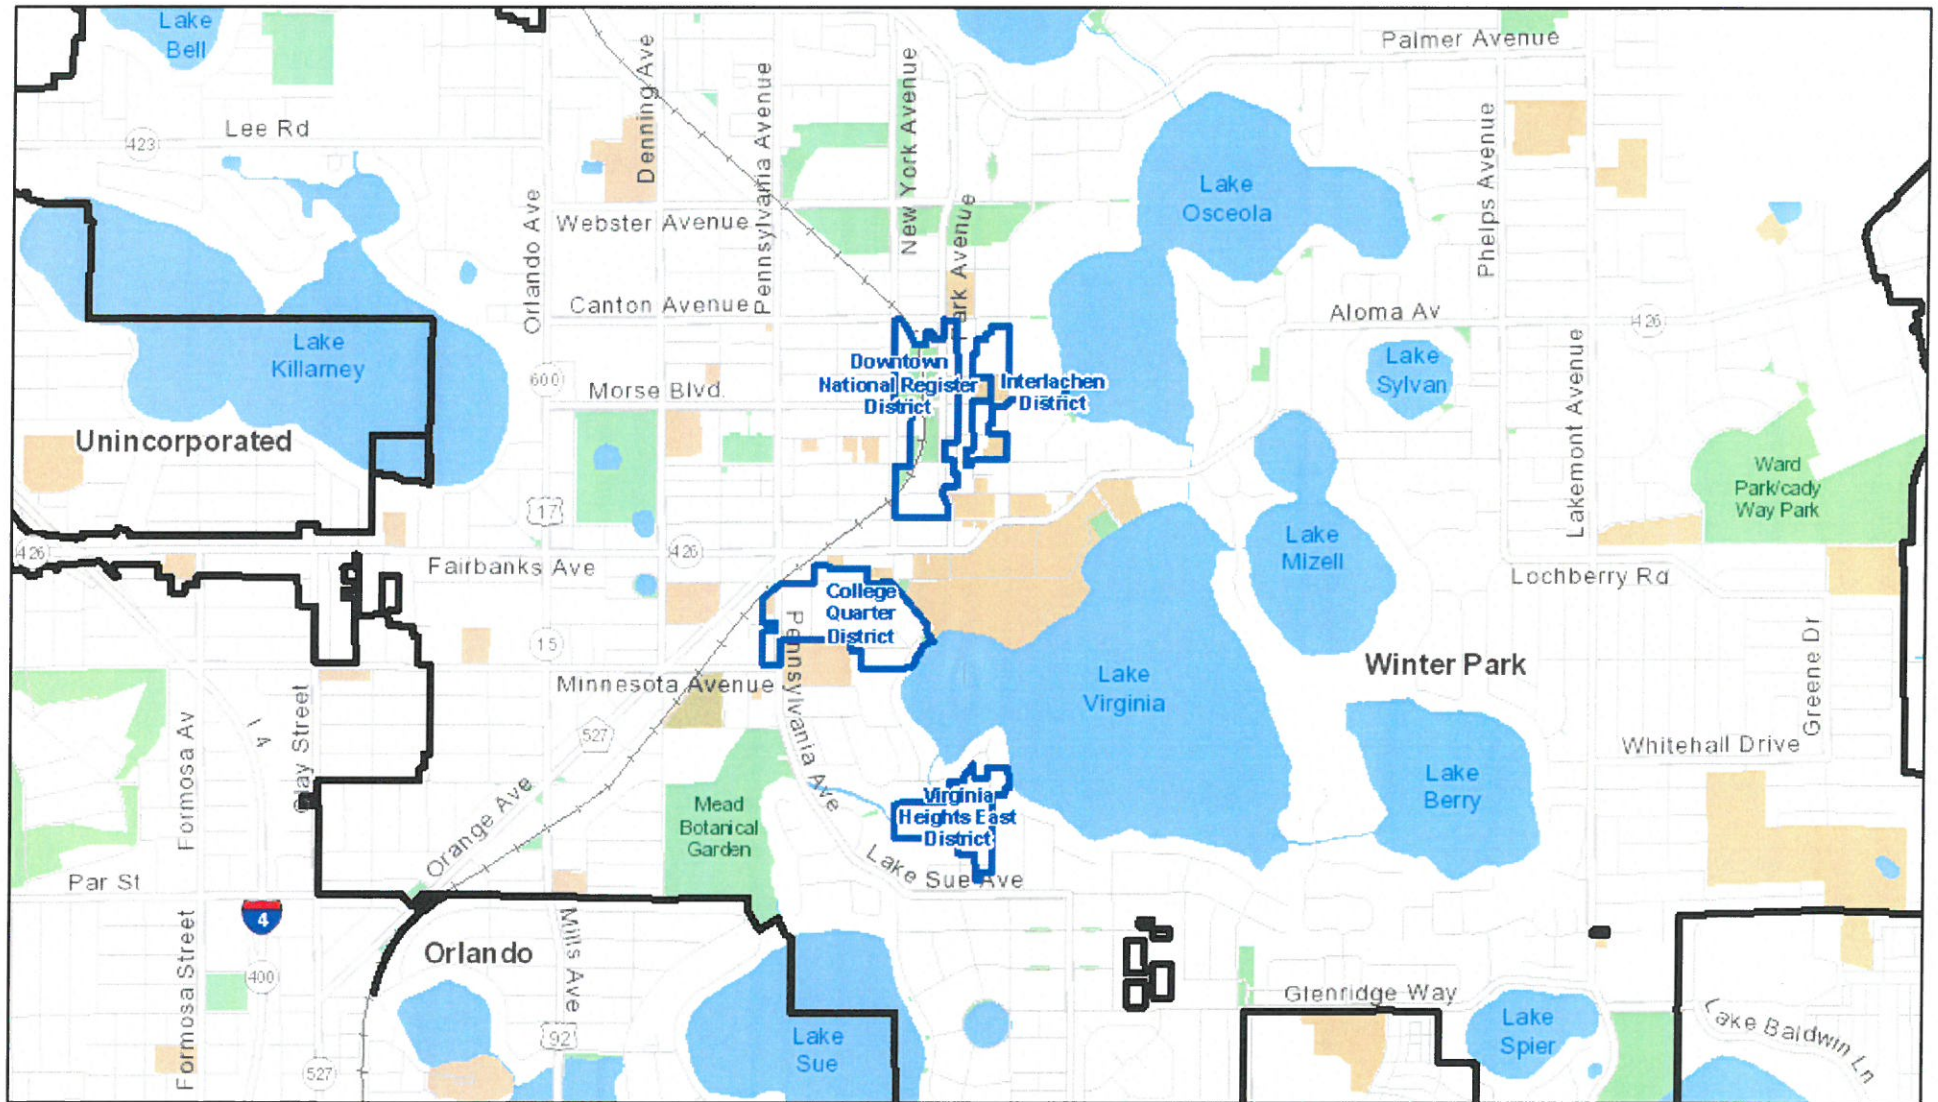 Lake
Bell
Palmer Avenue
Lee Rd
423
Denning Ave
Pennsylvania Avenue
New York Avenue
Phelps Avenue
Lake
Osceola
Webster Avenue
Orlando Ave
Park Avenue
Canton Avenue
Aloma Av
426
Lake
Killarney
Lake
Sylvan
Downtown
National Register
District
Interlachen
District
600
Morse Blvd.
Lakemont Avenue
Unincorporated
Ward
Park/cady
Way Park
17
Lake
Mizell
426
426
Fairbanks Ave
Lochberry Rd
College
Quarter
District
15
Pennsylvania Ave
Winter Park
Greene Dr
Minnesota Avenue
Lake
Virginia
Formosa Av
I 4
Clay Street
527
Whitehall Drive
Lake
Berry
Mead
Botanical
Garden
Virginia
Heights East
District
Orange Ave
Lake Sue Ave
Par St
4
Formosa Street
400
Orlando
Mills Ave
92
527
Glenridge Way
Lake
Sue
Lake
Spier
Lake Baldwin Ln